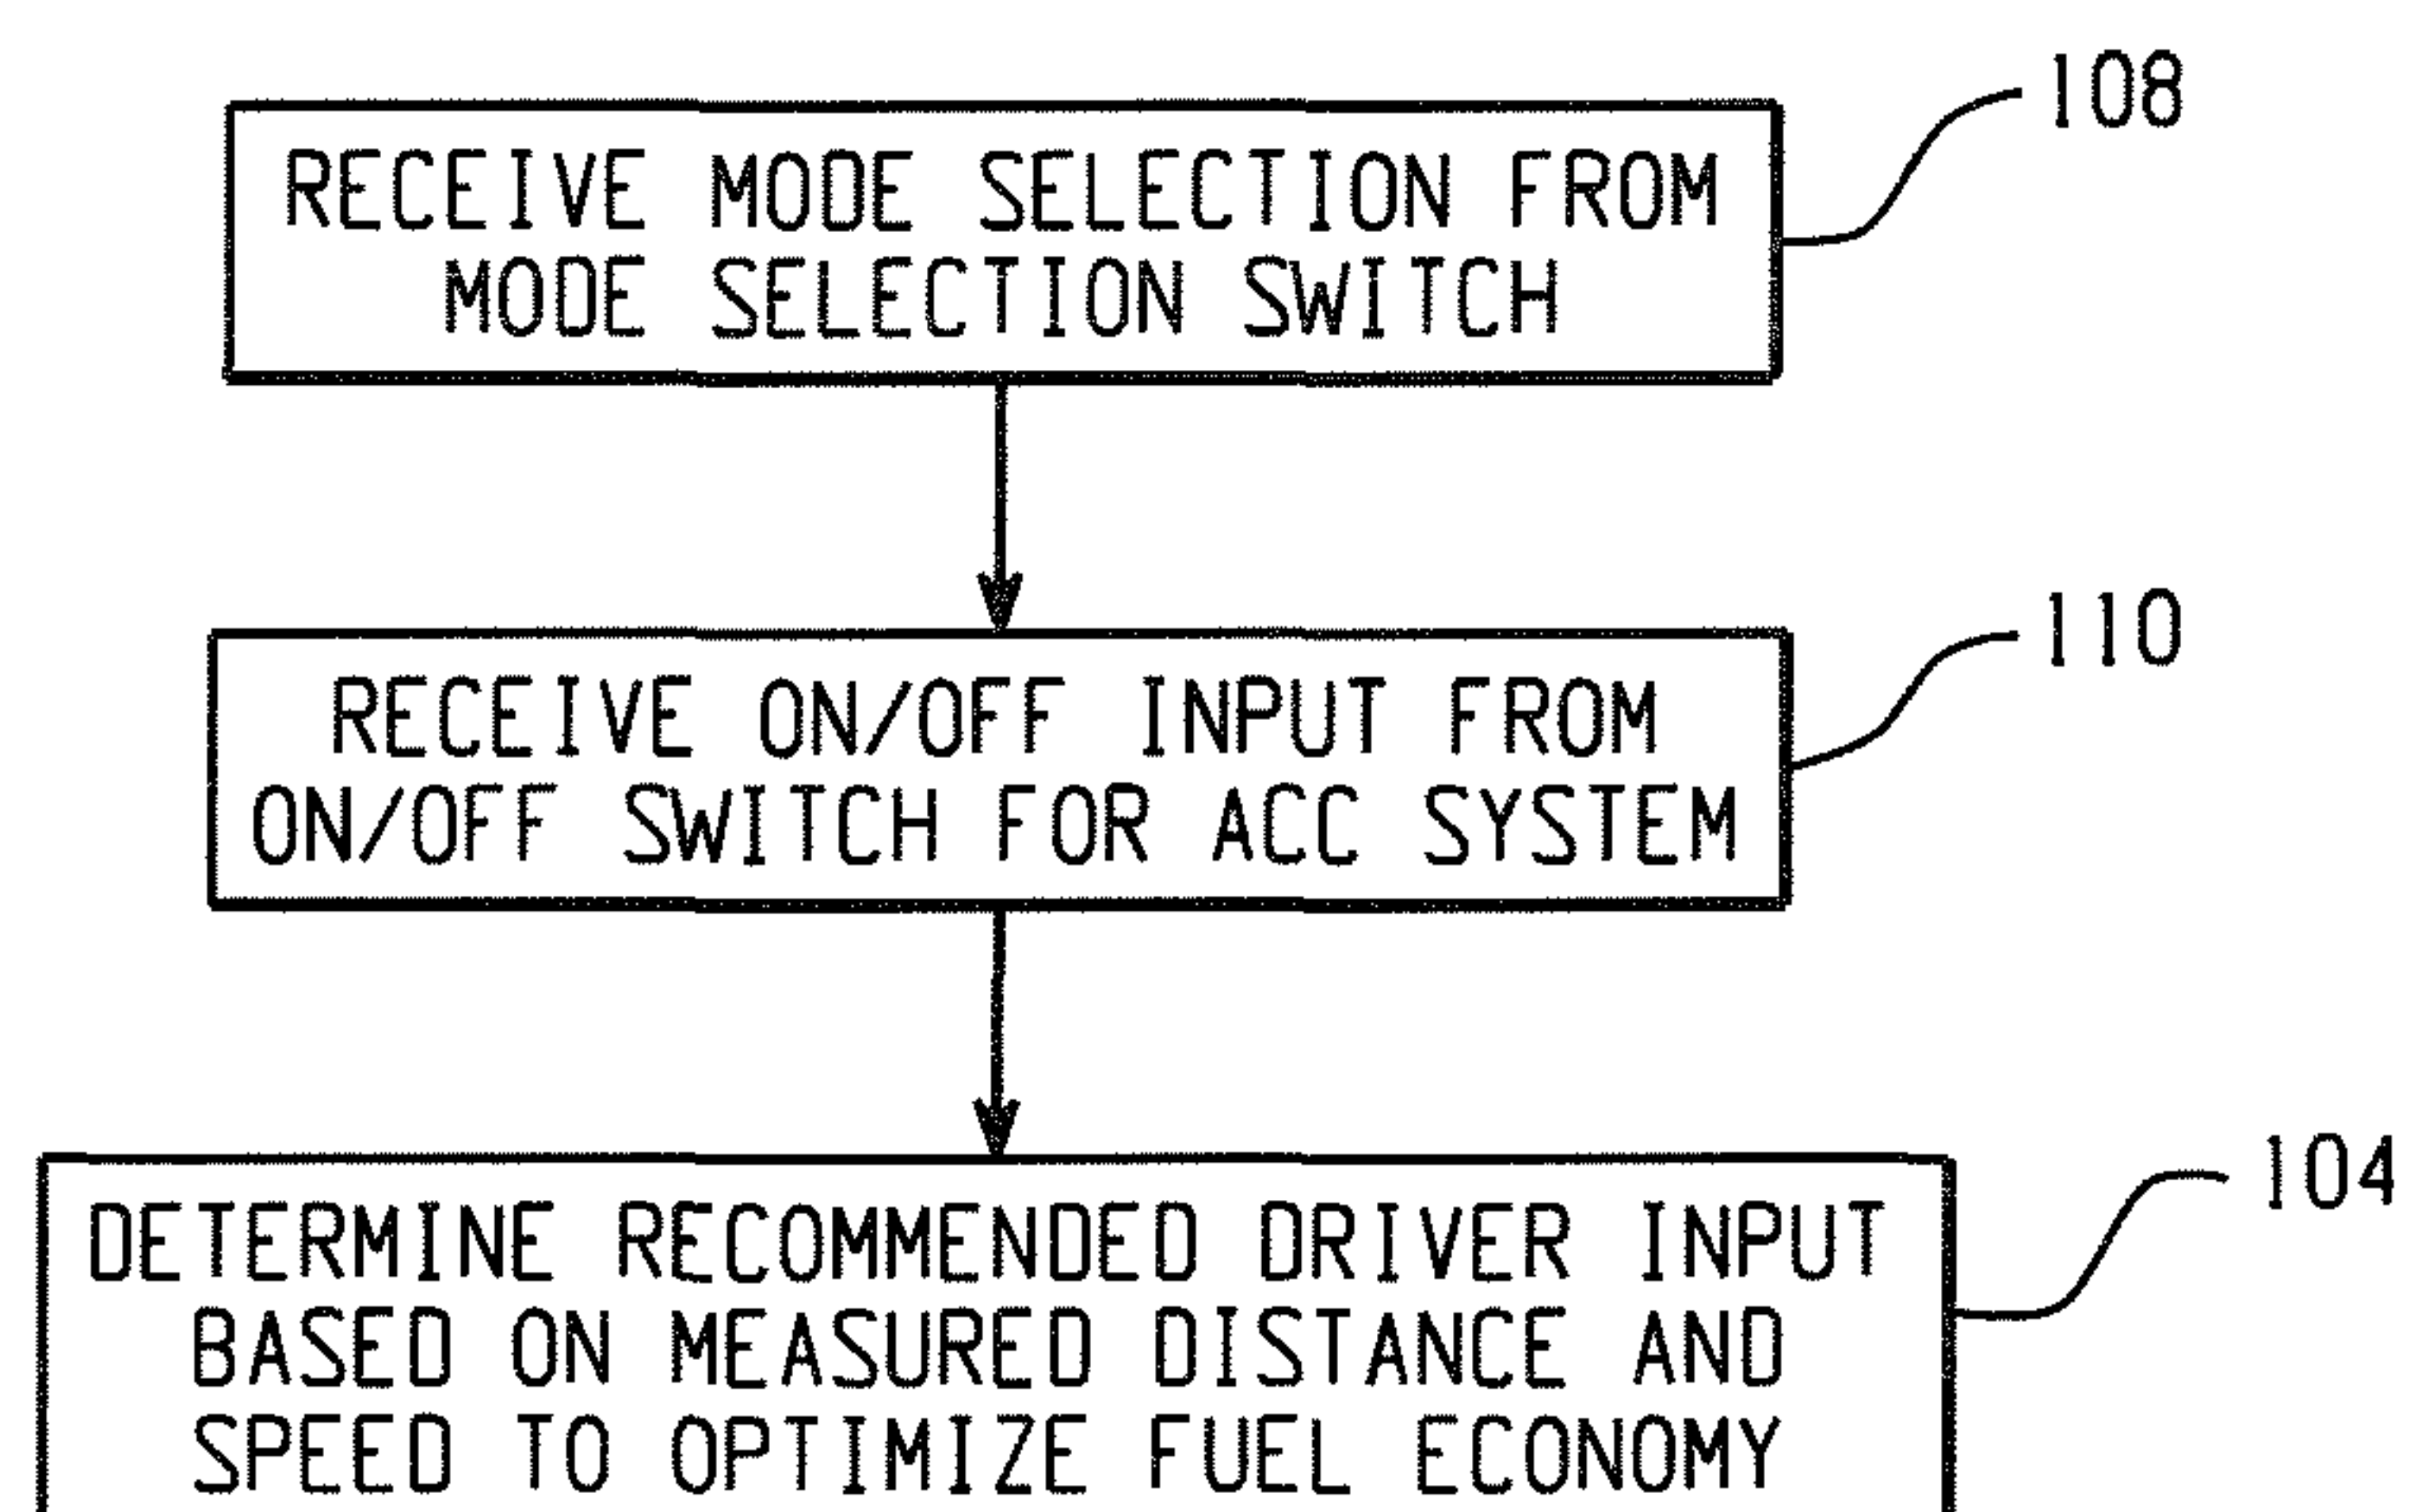 108
RECEIVE MODE SELECTION FROM
MODE SELECTION SWITCH
110
RECEIVE ON/OFF INPUT FROM
ON/OFF SWITCH FOR ACC SYSTEM
104
DETERMINE RECOMMENDED DRIVER INPUT
BASED ON MEASURED DISTANCE AND
SPEED TO OPTIMIZE FUEL ECONOMY